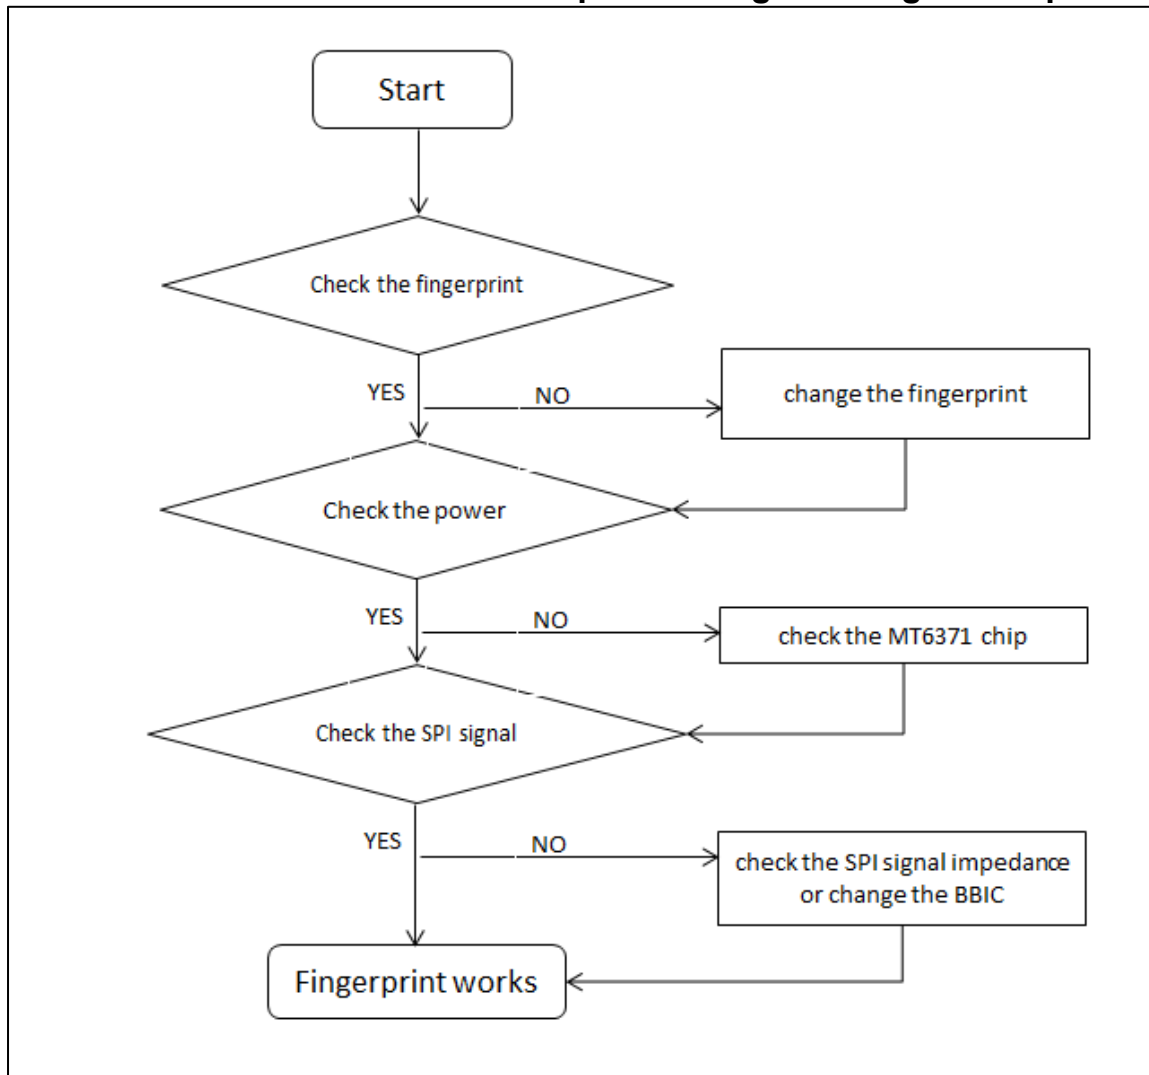 Start
Check the fingerprint
YES
NO
change the fingerprint
Check the power
YES
NO
check the MT6371 chip
Check the SPI signal
YES
NO
check the SPI signal impedance
or change the BBIC
Fingerprint works